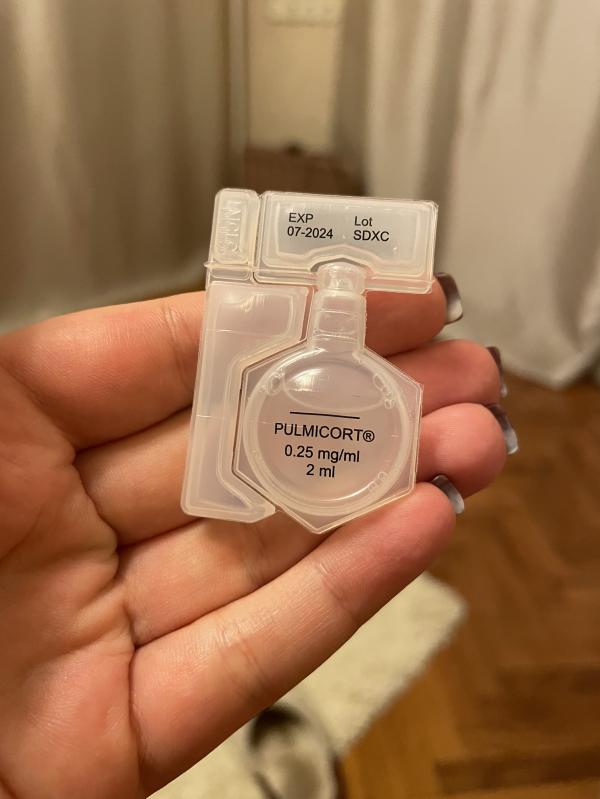 EXP Lot
07-2024 SDXC
PULMICORT®
0.25 mg/ml
2 ml